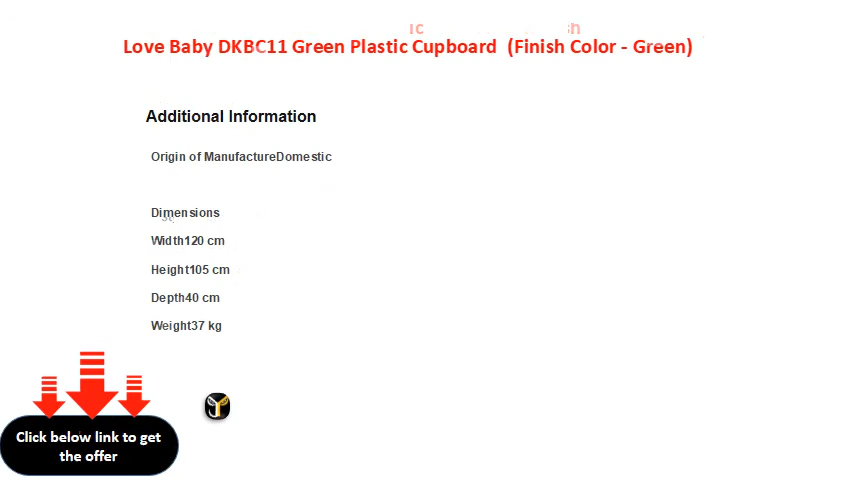 Love Baby DKBC11 Green Plastic Cupboard (Finish Color - Green)
Additional Information
Origin of ManufactureDomestic
Dimensions
Width120 cm
Height105 cm
Depth40 cm
Weight37 kg
Click below link to get
the offer